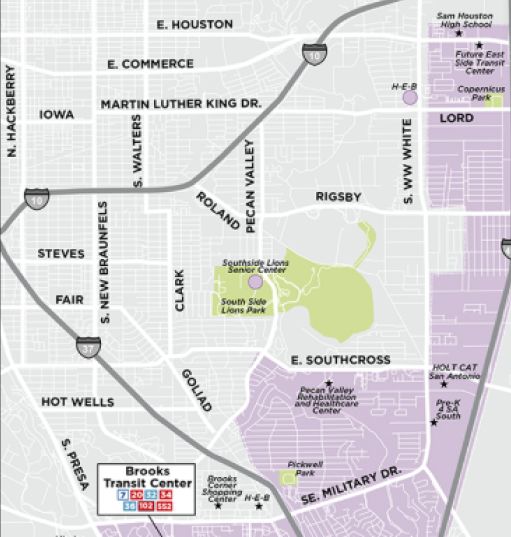 E. HOUSTON
Sam Houston
High School
10
Future East
Side Transit
Center
E. COMMERCE
H-E-B
Copernicus
Park
N. HACKBERRY
IOWA
MARTIN LUTHER KING DR.
LORD
S. WALTERS
PECAN VALLEY
S. WW WHITE
10
ROLAND
RIGSBY
S. NEW BRAUNFELS
STEVES
CLARK
Southside Lions
Senior Center
FAIR
South Side
Lions Park
37
E. SOUTHCROSS
HOLT CAT
San Antonio
GOLIAD
Pecan Valley
Rehabilitation
and Healthcare
Center
HOT WELLS
Pre-K
4 SA
South
S. PRESA
Brooks
Transit Center
7 20 32 34
36 102 552
Brooks
Corner
Shopping
Center
H-E-B
Pickwell
Park
SE. MILITARY DR.